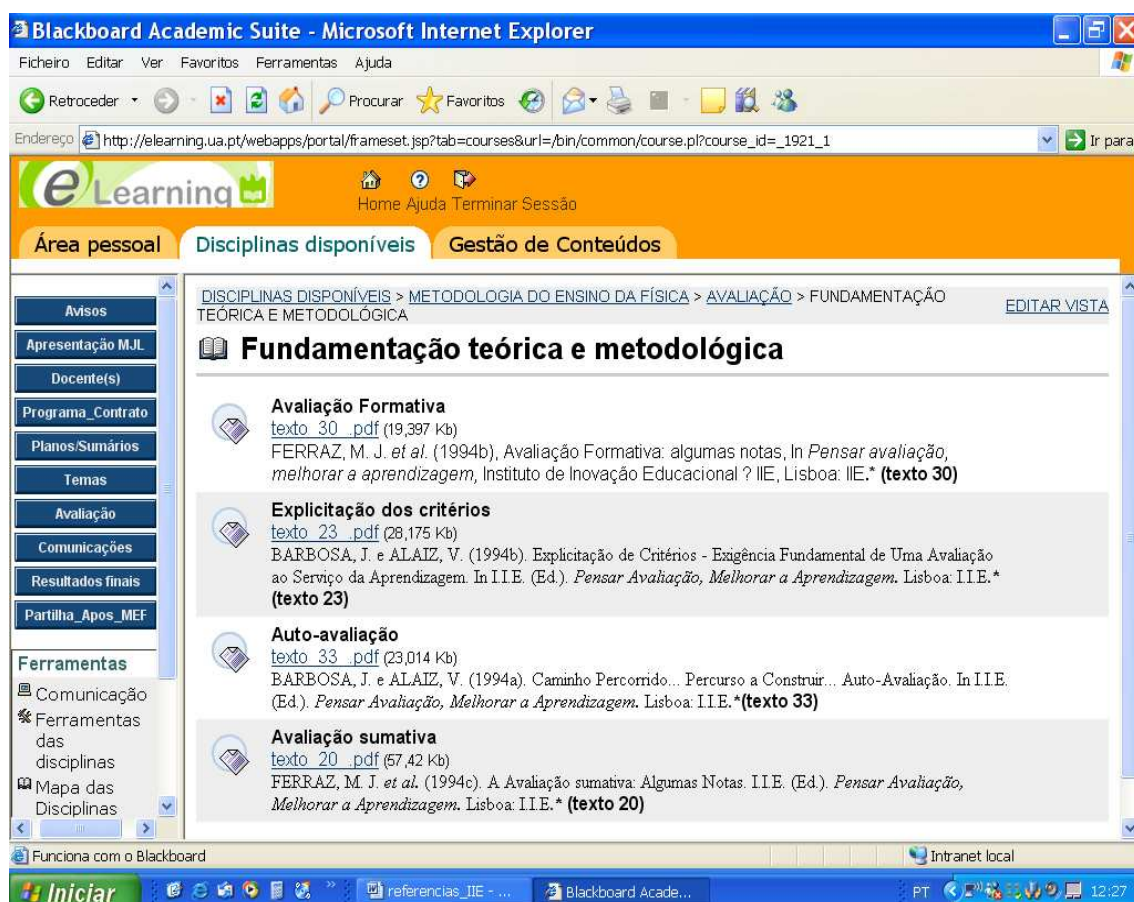 Blackboard Academic Suite - Microsoft Internet Explorer
Ficheiro Editar Ver Favoritos Ferramentas Ajuda
Retroceder Procurar Favoritos
Endereço http://elearning.ua.pt/webapps/portal/frameset.jsp?tab=courses&url=/bin/common/course.pl?course_id=_1921_1 Ir para
e Learning
Home Ajuda Terminar Sessão
Área pessoal Disciplinas disponíveis Gestão de Conteúdos
Avisos
Apresentação MJL
Docente(s)
Programa_Contrato
Planos/Sumários
Temas
Avaliação
Comunicações
Resultados finais
Partilha_Apos_MEF
Ferramentas
Comunicação
Ferramentas
das
disciplinas
Mapa das
Disciplinas
DISCIPLINAS DISPONÍVEIS > METODOLOGIA DO ENSINO DA FÍSICA > AVALIAÇÃO > FUNDAMENTAÇÃO
TEÓRICA E METODOLÓGICA
EDITAR VISTA
Fundamentação teórica e metodológica
Avaliação Formativa
texto_30_.pdf (19,397 Kb)
FERRAZ, M. J. et al. (1994b), Avaliação Formativa: algumas notas, In Pensar avaliação,
melhorar a aprendizagem, Instituto de Inovação Educacional ? IIE, Lisboa: IIE.* (texto 30)
Explicitação dos critérios
texto_23_.pdf (28,175 Kb)
BARBOSA, J. e ALAIZ, V. (1994b). Explicitação de Critérios - Exigência Fundamental de Uma Avaliação
ao Serviço da Aprendizagem. In I.I.E. (Ed.). Pensar Avaliação, Melhorar a Aprendizagem. Lisboa: I.I.E.*
(texto 23)
Auto-avaliação
texto_33_.pdf (23,014 Kb)
BARBOSA, J. e ALAIZ, V. (1994a). Caminho Percorrido... Percurso a Construir... Auto-Avaliação. In I.I.E.
(Ed.). Pensar Avaliação, Melhorar a Aprendizagem. Lisboa: I.I.E.*(texto 33)
Avaliação sumativa
texto_20_.pdf (57,42 Kb)
FERRAZ, M. J. et al. (1994c). A Avaliação sumativa: Algumas Notas. I.I.E. (Ed.). Pensar Avaliação,
Melhorar a Aprendizagem. Lisboa: I.I.E.* (texto 20)
Funciona com o Blackboard Intranet local
Iniciar referencias_IIE - ... Blackboard Acade... PT 12:27